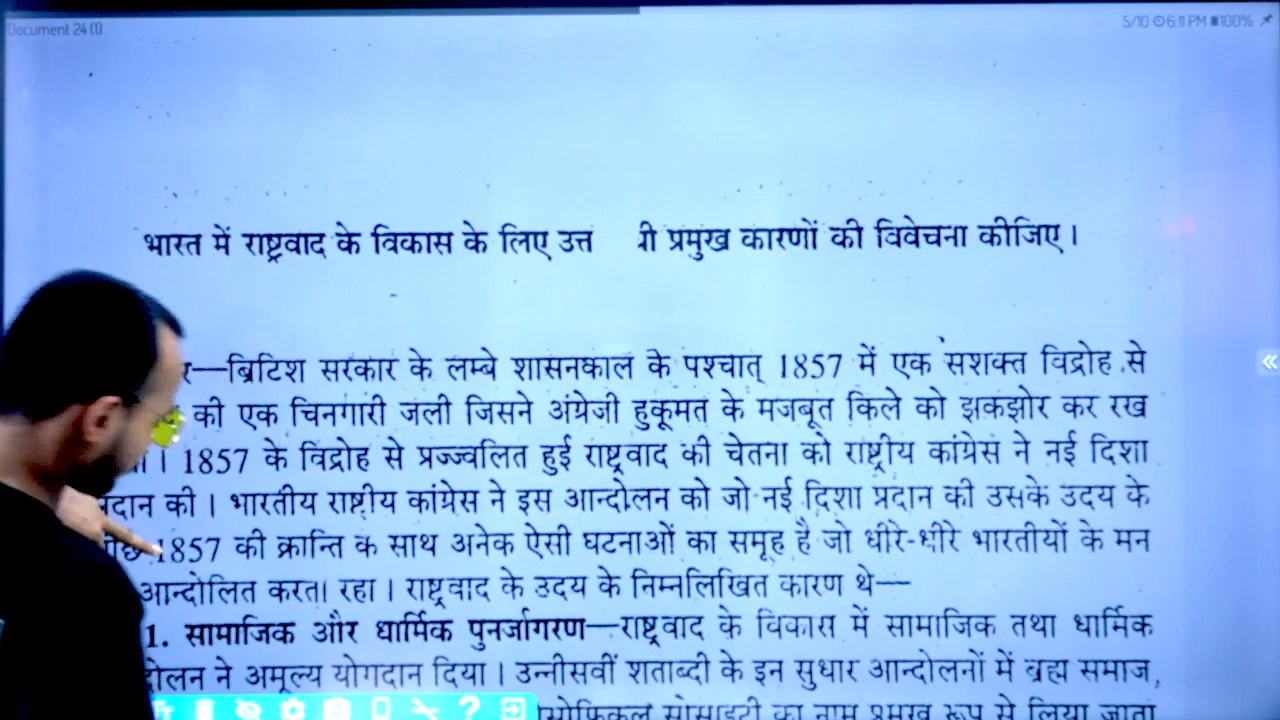 Document 24 (1)
5/10 6:11 PM 100%
भारत में राष्ट्रवाद के विकास के लिए उत्त री प्रमुख कारणों की विवेचना कीजिए।
र—ब्रिटिश सरकार के लम्बे शासनकाल के पश्चात् 1857 में एक सशक्त विद्रोह से
की एक चिनगारी जली जिसने अंग्रेजी हुकूमत के मजबूत किले को झकझोर कर रख
। 1857 के विद्रोह से प्रज्ज्वलित हुई राष्ट्रवाद की चेतना को राष्ट्रीय कांग्रेस ने नई दिशा
प्रदान की। भारतीय राष्ट्रीय कांग्रेस ने इस आन्दोलन को जो नई दिशा प्रदान की उसके उदय के
1857 की क्रान्ति के साथ अनेक ऐसी घटनाओं का समूह है जो धीरे-धीरे भारतीयों के मन
आन्दोलित करता रहा। राष्ट्रवाद के उदय के निम्नलिखित कारण थे—
1. सामाजिक और धार्मिक पुनर्जागरण—राष्ट्रवाद के विकास में सामाजिक तथा धार्मिक
दोलन ने अमूल्य योगदान दिया। उन्नीसवीं शताब्दी के इन सुधार आन्दोलनों में ब्रह्म समाज,
सोसाइटी का नाम प्रमुख रूप से लिया जाता